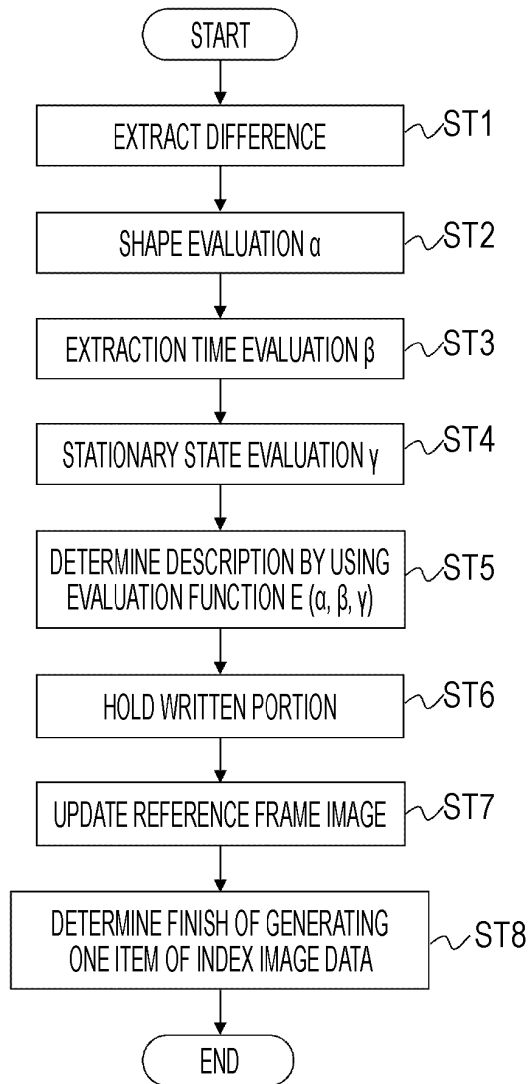 START
EXTRACT DIFFERENCE
ST1
SHAPE EVALUATION α
ST2
EXTRACTION TIME EVALUATION β
ST3
STATIONARY STATE EVALUATION γ
ST4
DETERMINE DESCRIPTION BY USING
EVALUATION FUNCTION E (α, β, γ)
ST5
HOLD WRITTEN PORTION
ST6
UPDATE REFERENCE FRAME IMAGE
ST7
DETERMINE FINISH OF GENERATING
ONE ITEM OF INDEX IMAGE DATA
ST8
END